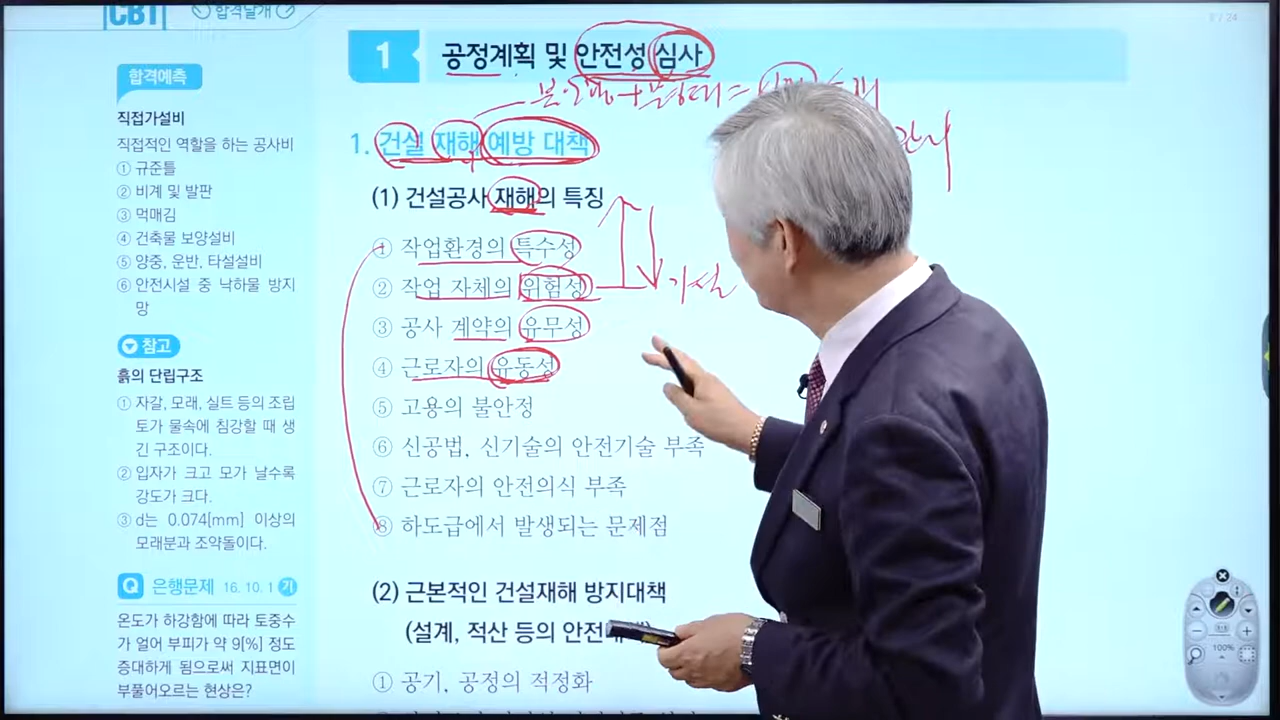 CBT 합격날개
8 / 24
합격예측
직접가설비
직접적인 역할을 하는 공사비
① 규준틀
② 비계 및 발판
③ 먹매김
④ 건축물 보양설비
⑤ 양중, 운반, 타설설비
⑥ 안전시설 중 낙하물 방지
망
참고
흙의 단립구조
① 자갈, 모래, 실트 등의 조립
토가 물속에 침강할 때 생
긴 구조이다.
② 입자가 크고 모가 날수록
강도가 크다.
③ d는 0.074[mm] 이상의
모래분과 조약돌이다.
Q 은행문제 16. 10. 1 기
온도가 하강함에 따라 토중수
가 얼어 부피가 약 9[%] 정도
증대하게 됨으로써 지표면이
부풀어오르는 현상은?
1 공정계획 및 안전성 심사
1. 건설 재해 예방 대책
(1) 건설공사 재해의 특징
① 작업환경의 특수성
② 작업 자체의 위험성
가설
③ 공사 계약의 유무성
④ 근로자의 유동성
⑤ 고용의 불안정
⑥ 신공법, 신기술의 안전기술 부족
⑦ 근로자의 안전의식 부족
⑧ 하도급에서 발생되는 문제점
(2) 근본적인 건설재해 방지대책
(설계, 적산 등의 안전
① 공기, 공정의 적정화
100%